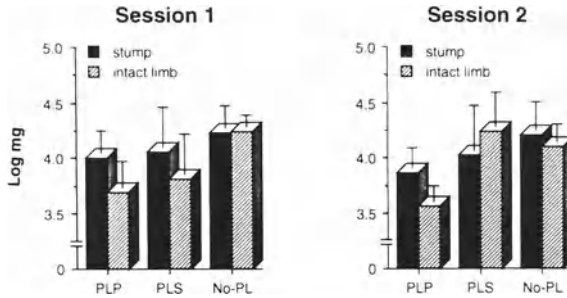 Session 1
5.0
stump
intact limb
4.5
4.0
3.5
0
Log mg
PLP PLS No-PL
Session 2
5.0
stump
intact limb
4.5
4.0
3.5
0
PLP PLS No-PL